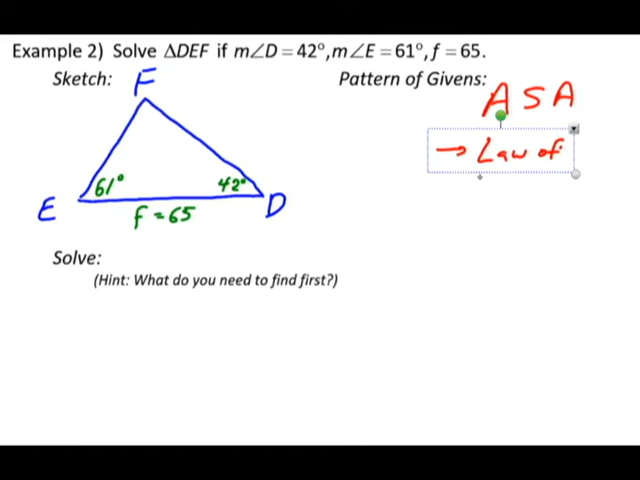 Example 2) Solve ΔDEF if m∠D = 42°, m∠E = 61°, f = 65.
Sketch:
Pattern of Givens:
F
A S A
→ Law of
61°
42°
E
D
f = 65
Solve:
(Hint: What do you need to find first?)